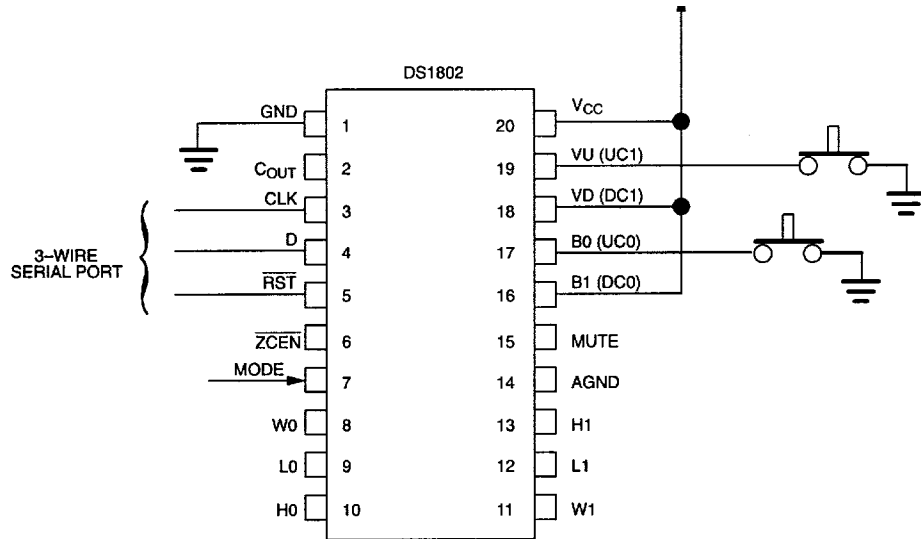 DS1802
GND 1
COUT 2
CLK 3
D 4
RST 5
ZCEN 6
MODE 7
W0 8
L0 9
H0 10
3–WIRE
SERIAL PORT
20 VCC
19 VU (UC1)
18 VD (DC1)
17 B0 (UC0)
16 B1 (DC0)
15 MUTE
14 AGND
13 H1
12 L1
11 W1